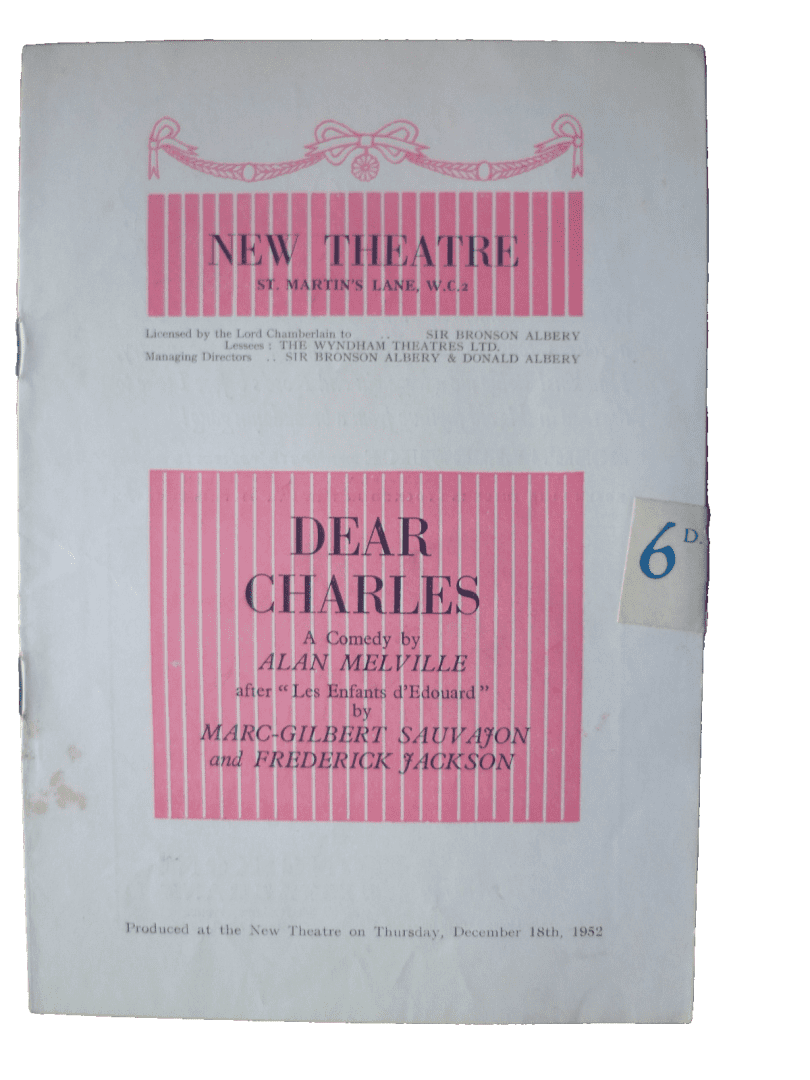 NEW THEATRE
ST. MARTIN'S LANE, W.C.2
Licensed by the Lord Chamberlain to .. SIR BRONSON ALBERY
Lessees : THE WYNDHAM THEATRES LTD.
Managing Directors .. SIR BRONSON ALBERY & DONALD ALBERY
DEAR
CHARLES
A Comedy by
ALAN MELVILLE
after "Les Enfants d'Edouard"
by
MARC-GILBERT SAUVAJON
and FREDERICK JACKSON
6D.
Produced at the New Theatre on Thursday, December 18th, 1952